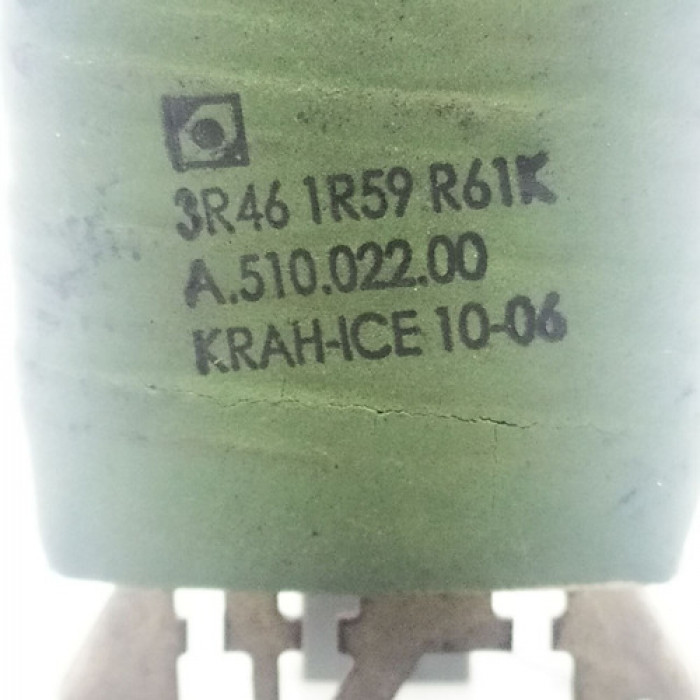 3R46 1R59 R61K
A.510.022.00
KRAH-ICE 10-06